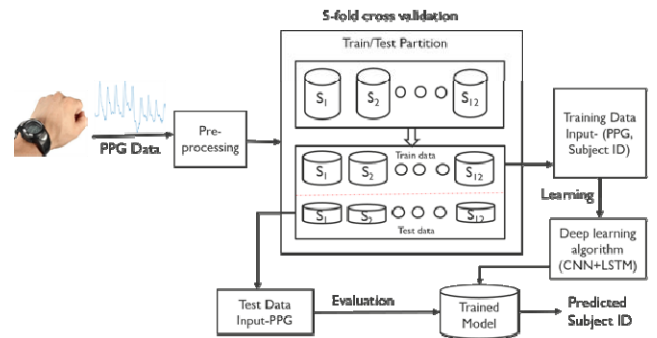 5-fold cross validation
Train/Test Partition
S1 S2 S12
PPG Data
Pre-
processing
Train data
S1 S2 S12
S1 S2 S12
Test data
Training Data
Input- (PPG,
Subject ID)
Learning
Deep learning
algorithm
(CNN+LSTM)
Test Data
Input-PPG
Evaluation
Trained
Model
Predicted
Subject ID